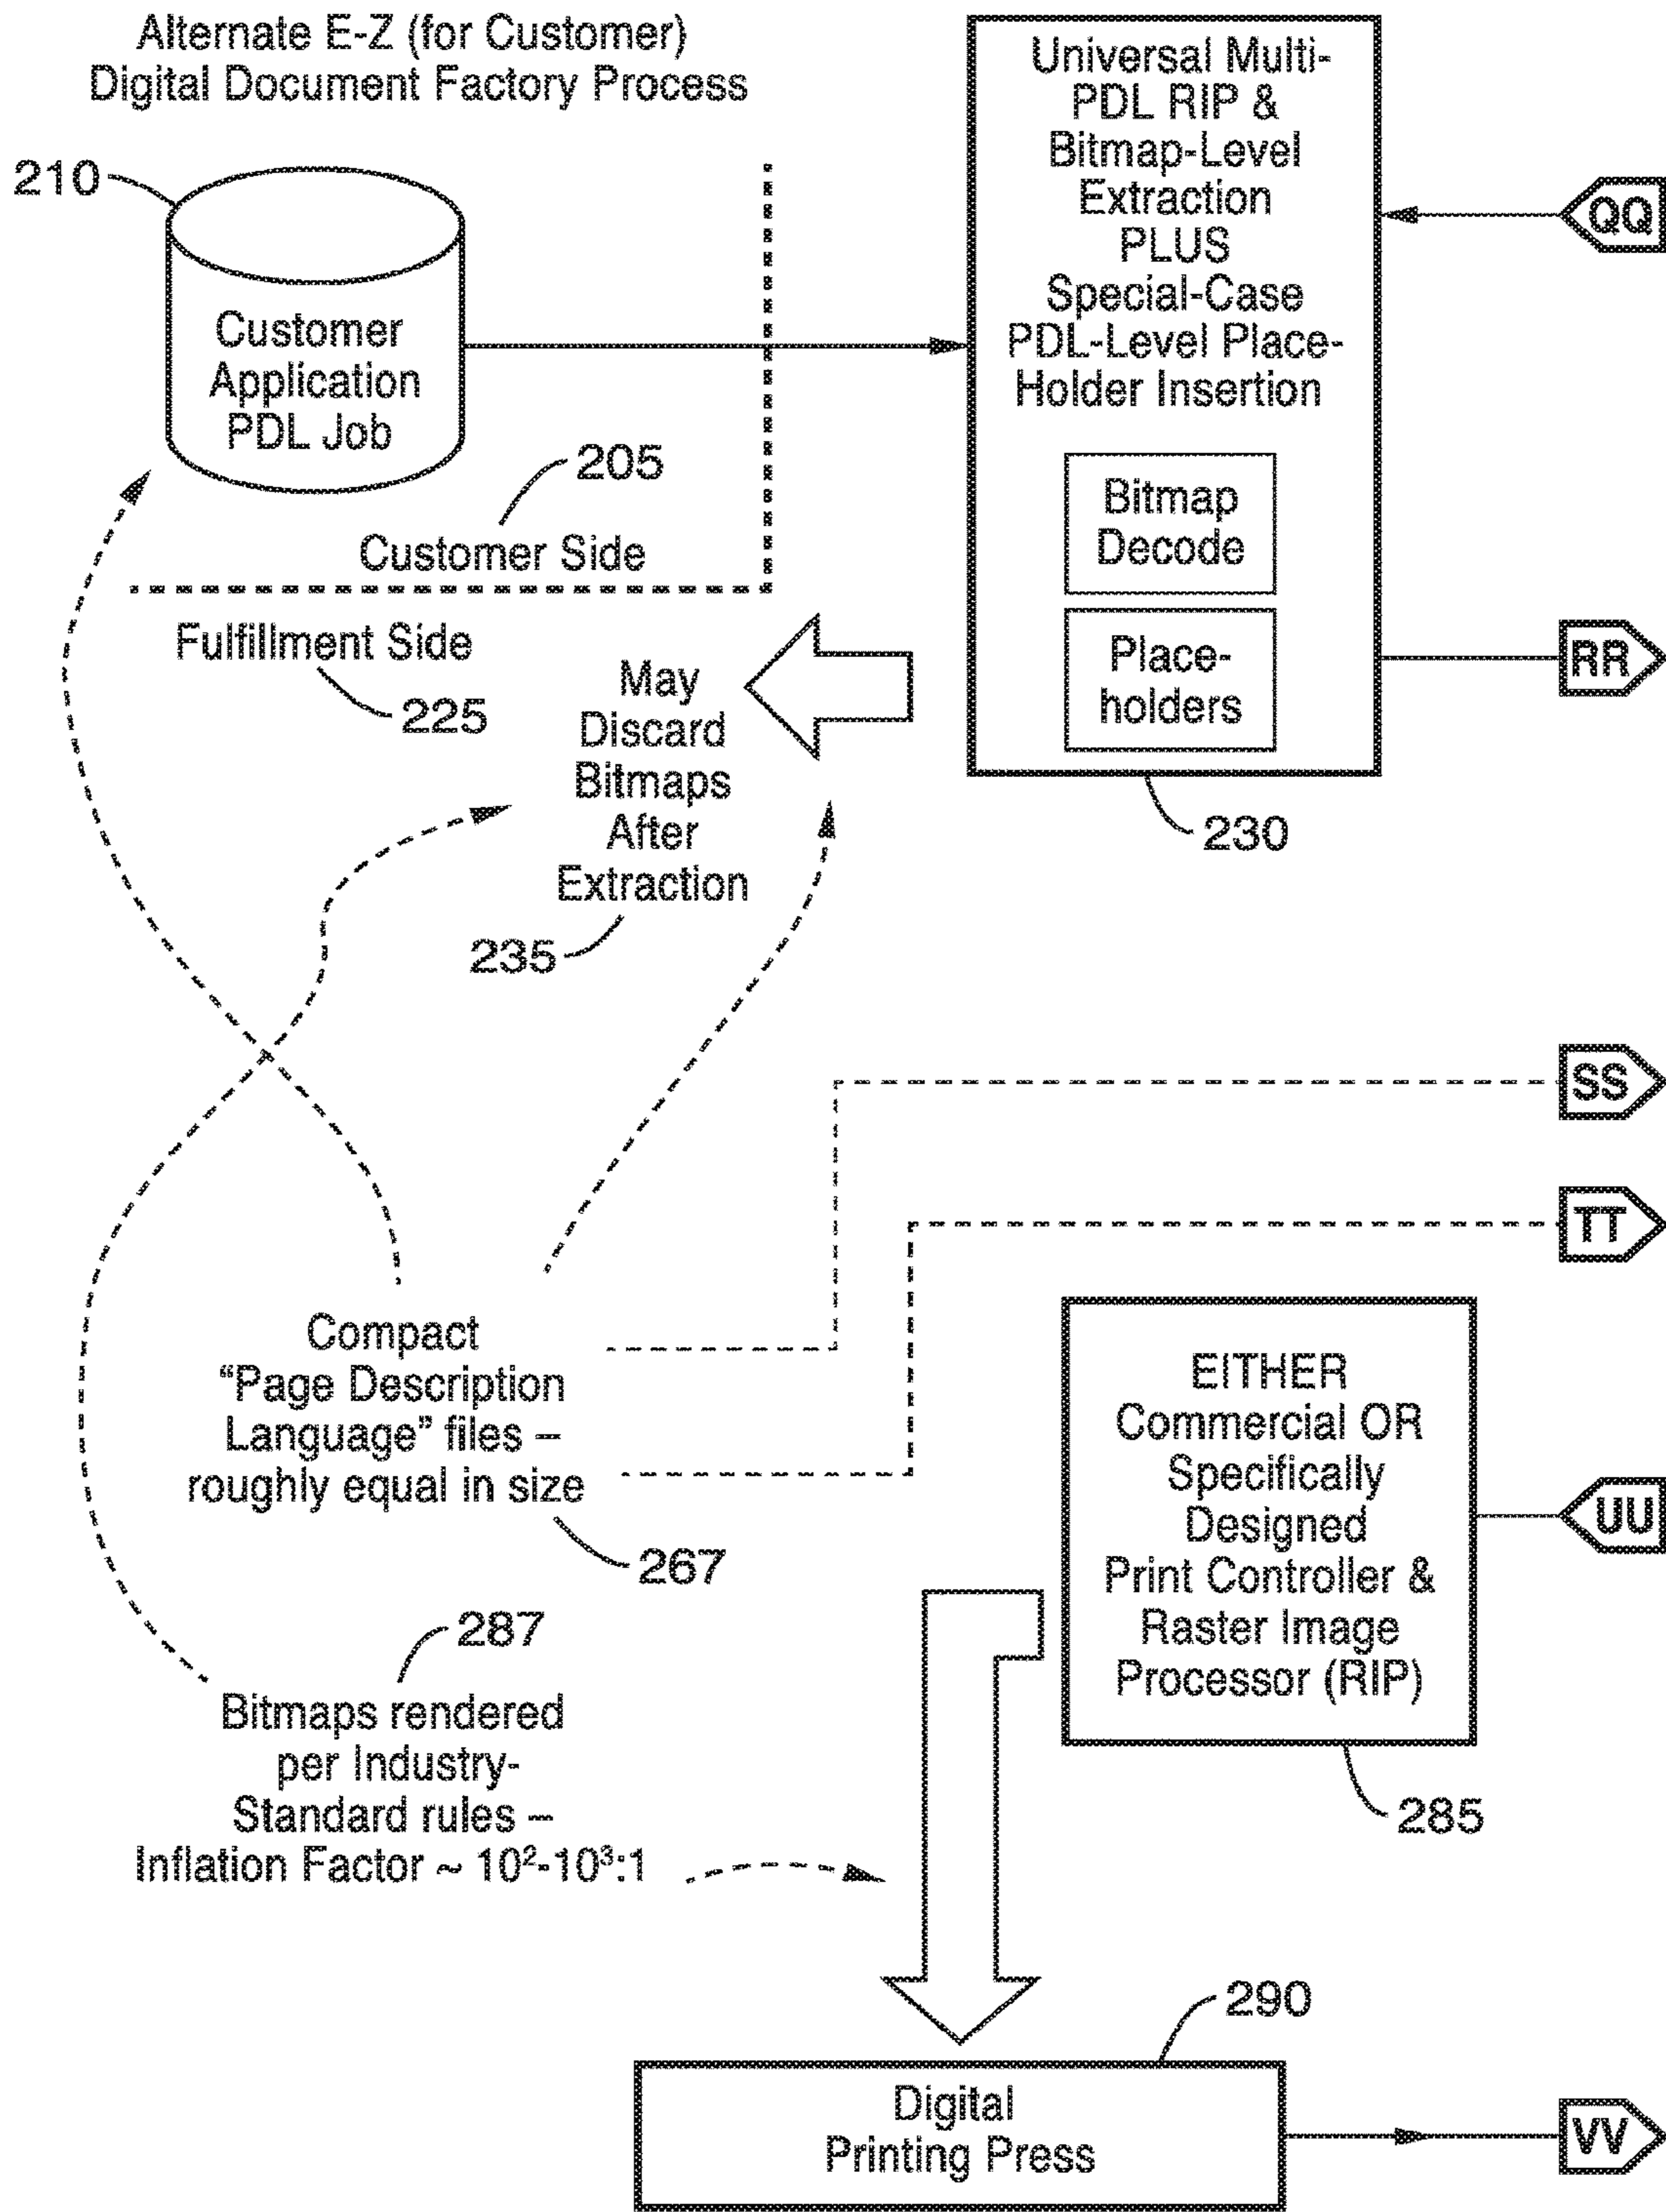 Alternate E-Z (for Customer)
Digital Document Factory Process
210
Customer
Application
PDL Job
205
Customer Side
Fulfillment Side
225
Universal Multi-
PDL RIP &
Bitmap-Level
Extraction
PLUS
Special-Case
PDL-Level Place-
Holder Insertion
Bitmap
Decode
Place-
holders
230
QQ
RR
May
Discard
Bitmaps
After
Extraction
235
SS
TT
Compact
“Page Description
Language” files –
roughly equal in size
267
EITHER
Commercial OR
Specifically
Designed
Print Controller &
Raster Image
Processor (RIP)
285
UU
287
Bitmaps rendered
per Industry-
Standard rules –
Inflation Factor ~ 10²-10³:1
290
Digital
Printing Press
VV